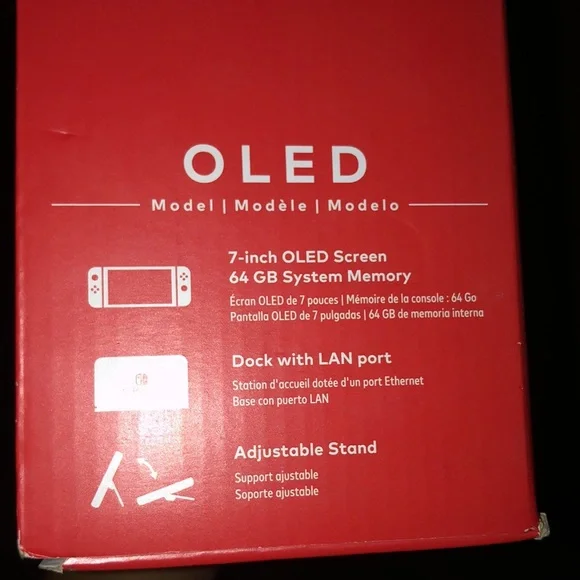 OLED
Model | Modèle | Modelo
7-inch OLED Screen
64 GB System Memory
Écran OLED de 7 pouces | Mémoire de la console : 64 Go
Pantalla OLED de 7 pulgadas | 64 GB de memoria interna
Dock with LAN port
Station d'accueil dotée d'un port Ethernet
Base con puerto LAN
Adjustable Stand
Support ajustable
Soporte ajustable